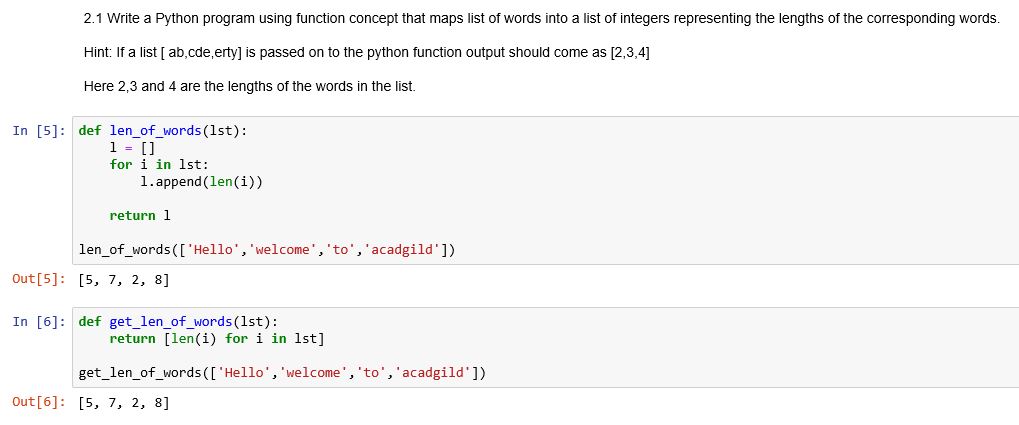 2.1 Write a Python program using function concept that maps list of words into a list of integers representing the lengths of the corresponding words.
Hint: If a list [ ab,cde,erty] is passed on to the python function output should come as [2,3,4]
Here 2,3 and 4 are the lengths of the words in the list.
In [5]: def len_of_words(lst):
    l = []
    for i in lst:
        l.append(len(i))
    return l
len_of_words(['Hello','welcome','to','acadgild'])
Out[5]: [5, 7, 2, 8]
In [6]: def get_len_of_words(lst):
    return [len(i) for i in lst]
get_len_of_words(['Hello','welcome','to','acadgild'])
Out[6]: [5, 7, 2, 8]